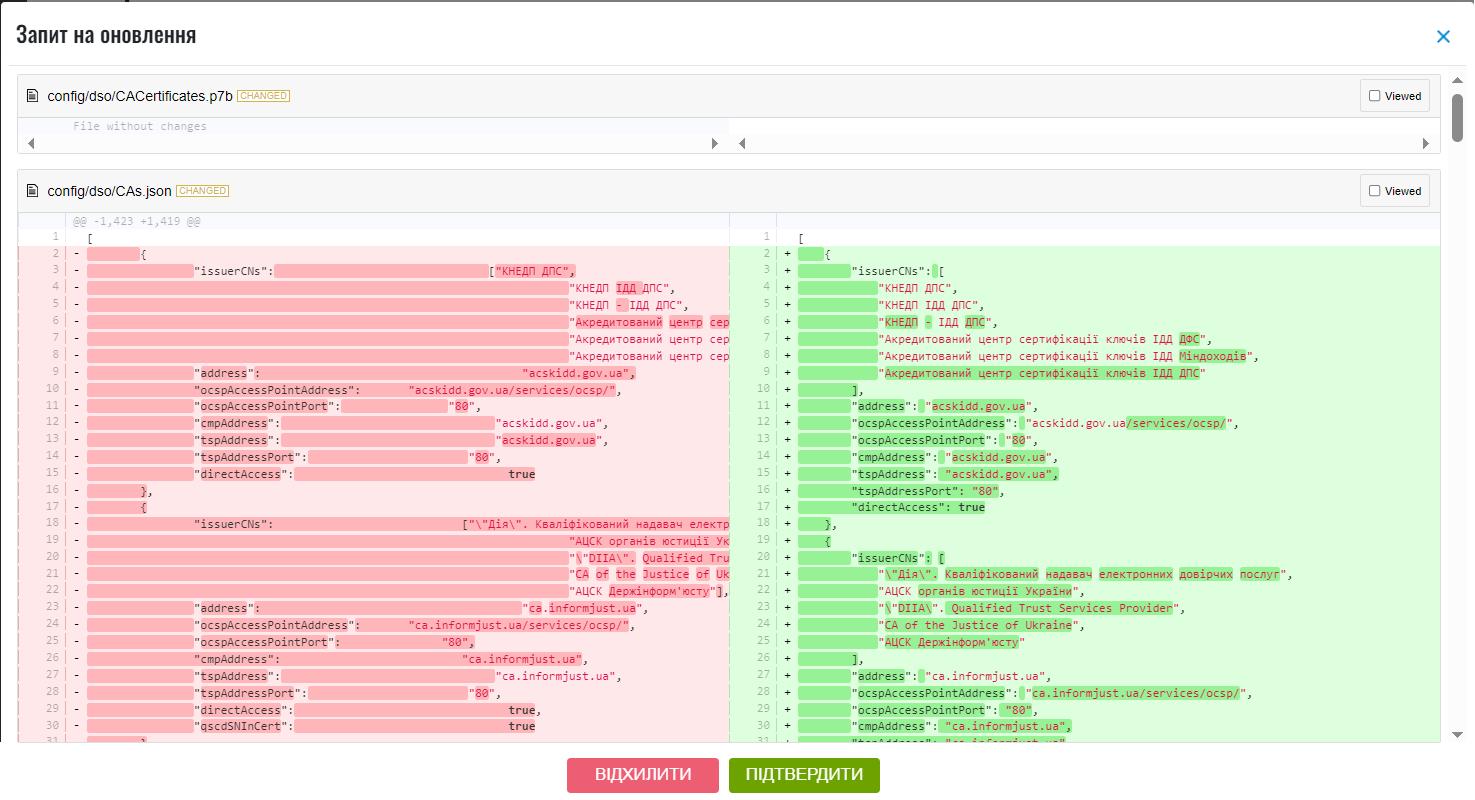 Запит на оновлення
config/dso/CACertificates.p7b CHANGED Viewed
File without changes
config/dso/CAs.json CHANGED Viewed
@@ -1,423 +1,419 @@
1 [
2 - {
3 - "issuerCNs": ["КНЕДП ДПС",
4 - "КНЕДП ІДД ДПС",
5 - "КНЕДП - ІДД ДПС",
6 - "Акредитований центр сер
7 - "Акредитований центр сер
8 - "Акредитований центр сер
9 - "address": "acskidd.gov.ua",
10 - "ocspAccessPointAddress": "acskidd.gov.ua/services/ocsp/",
11 - "ocspAccessPointPort": "80",
12 - "cmpAddress": "acskidd.gov.ua",
13 - "tspAddress": "acskidd.gov.ua",
14 - "tspAddressPort": "80",
15 - "directAccess": true
16 - },
17 - {
18 - "issuerCNs": ["\"Дія\". Кваліфікований надавач електр
19 - "АЦСК органів юстиції Ук
20 - "\"DIIA\". Qualified Tru
21 - "CA of the Justice of Uk
22 - "АЦСК Держінформ'юсту"],
23 - "address": "ca.informjust.ua",
24 - "ocspAccessPointAddress": "ca.informjust.ua/services/ocsp/",
25 - "ocspAccessPointPort": "80",
26 - "cmpAddress": "ca.informjust.ua",
27 - "tspAddress": "ca.informjust.ua",
28 - "tspAddressPort": "80",
29 - "directAccess": true,
30 - "qscdSNInCert": true
31 - }
1 [
2 + {
3 + "issuerCNs": [
4 + "КНЕДП ДПС",
5 + "КНЕДП ІДД ДПС",
6 + "КНЕДП - ІДД ДПС",
7 + "Акредитований центр сертифікації ключів ІДД ДФС",
8 + "Акредитований центр сертифікації ключів ІДД Міндоходів",
9 + "Акредитований центр сертифікації ключів ІДД ДПС"
10 + ],
11 + "address": "acskidd.gov.ua",
12 + "ocspAccessPointAddress": "acskidd.gov.ua/services/ocsp/",
13 + "ocspAccessPointPort": "80",
14 + "cmpAddress": "acskidd.gov.ua",
15 + "tspAddress": "acskidd.gov.ua",
16 + "tspAddressPort": "80",
17 + "directAccess": true
18 + },
19 + {
20 + "issuerCNs": [
21 + "\"Дія\". Кваліфікований надавач електронних довірчих послуг",
22 + "АЦСК органів юстиції України",
23 + "\"DIIA\". Qualified Trust Services Provider",
24 + "CA of the Justice of Ukraine",
25 + "АЦСК Держінформ'юсту"
26 + ],
27 + "address": "ca.informjust.ua",
28 + "ocspAccessPointAddress": "ca.informjust.ua/services/ocsp/",
29 + "ocspAccessPointPort": "80",
30 + "cmpAddress": "ca.informjust.ua",
31 + "tspAddress": "ca.informjust.ua",
ВІДХИЛИТИ ПІДТВЕРДИТИ